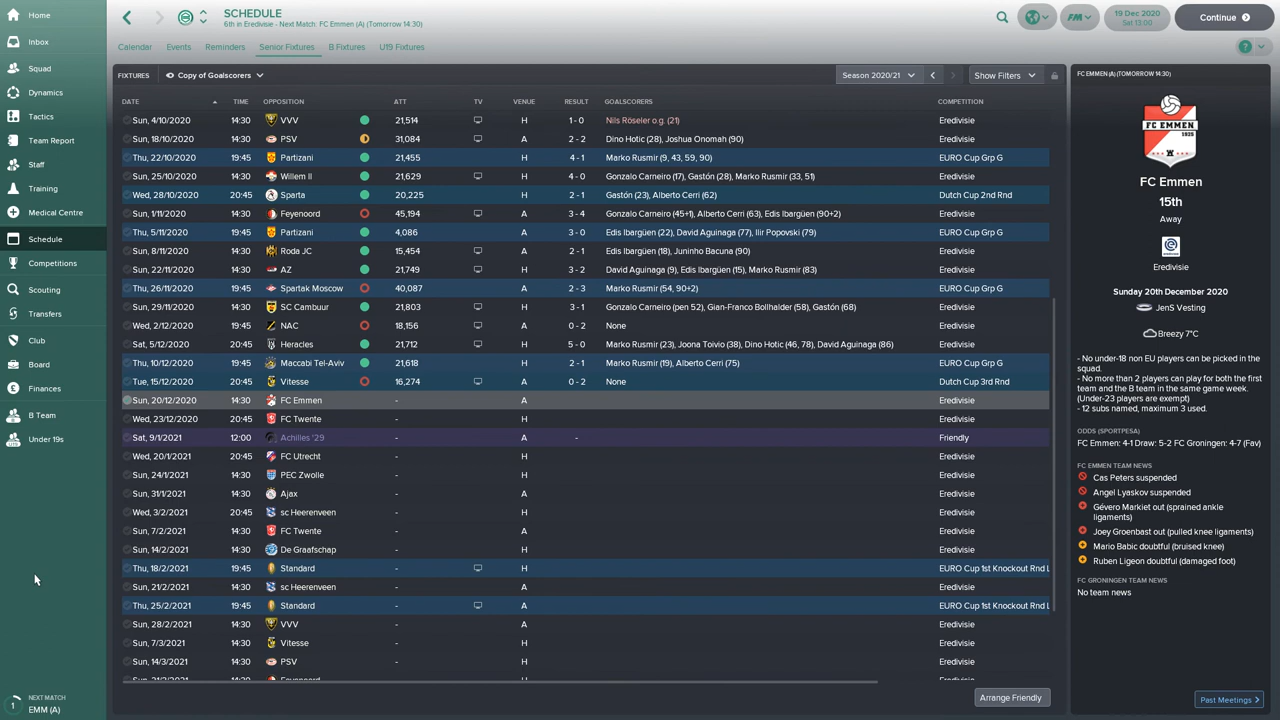 Home
Inbox
Squad
Dynamics
Tactics
Team Report
Staff
Training
Medical Centre
Schedule
Competitions
Scouting
Transfers
Club
Board
Finances
B Team
Under 19s
1 NEXT MATCH
EMM (A)
SCHEDULE
6th in Eredivisie - Next Match: FC Emmen (A) (Tomorrow 14:30)
FM
19 Dec 2020
Sat 13:00
Continue
Calendar Events Reminders Senior Fixtures B Fixtures U19 Fixtures
?
FIXTURES Copy of Goalscorers Season 2020/21 Show Filters
DATE TIME OPPOSITION ATT TV VENUE RESULT GOALSCORERS COMPETITION
Sun, 4/10/2020 14:30 VVV 21,514 H 1 - 0 Nils Röseler o.g. (21) Eredivisie
Sun, 18/10/2020 14:30 PSV 31,084 A 2 - 2 Dino Hotic (28), Joshua Onomah (90) Eredivisie
Thu, 22/10/2020 19:45 Partizani 21,455 H 4 - 1 Marko Rusmir (9, 43, 59, 90) EURO Cup Grp G
Sun, 25/10/2020 14:30 Willem II 21,629 H 4 - 0 Gonzalo Carneiro (17), Gastón (28), Marko Rusmir (33, 51) Eredivisie
Wed, 28/10/2020 20:45 Sparta 20,225 H 2 - 1 Gastón (23), Alberto Cerri (62) Dutch Cup 2nd Rnd
Sun, 1/11/2020 14:30 Feyenoord 45,194 A 3 - 4 Gonzalo Carneiro (45+1), Alberto Cerri (63), Edis Ibargüen (90+2) Eredivisie
Thu, 5/11/2020 19:45 Partizani 4,086 A 3 - 0 Edis Ibargüen (22), David Aguinaga (77), Ilir Popovski (79) EURO Cup Grp G
Sun, 8/11/2020 14:30 Roda JC 15,454 A 2 - 1 Edis Ibargüen (18), Juninho Bacuna (90) Eredivisie
Sun, 22/11/2020 14:30 AZ 21,749 H 3 - 2 David Aguinaga (9), Edis Ibargüen (15), Marko Rusmir (83) Eredivisie
Thu, 26/11/2020 19:45 Spartak Moscow 40,087 A 2 - 3 Marko Rusmir (54, 90+2) EURO Cup Grp G
Sun, 29/11/2020 14:30 SC Cambuur 21,803 H 3 - 1 Gonzalo Carneiro (pen 52), Gian-Franco Bollhalder (58), Gastón (68) Eredivisie
Wed, 2/12/2020 19:45 NAC 18,156 A 0 - 2 None Eredivisie
Sat, 5/12/2020 20:45 Heracles 21,712 H 5 - 0 Marko Rusmir (23), Joona Toivio (38), Dino Hotic (46, 78), David Aguinaga (86) Eredivisie
Thu, 10/12/2020 19:45 Maccabi Tel-Aviv 21,618 H 2 - 1 Marko Rusmir (19), Alberto Cerri (75) EURO Cup Grp G
Tue, 15/12/2020 20:45 Vitesse 16,274 A 0 - 2 None Dutch Cup 3rd Rnd
Sun, 20/12/2020 14:30 FC Emmen - A Eredivisie
Wed, 23/12/2020 20:45 FC Twente - H Eredivisie
Sat, 9/1/2021 12:00 Achilles '29 - A - Friendly
Wed, 20/1/2021 20:45 FC Utrecht - H Eredivisie
Sun, 24/1/2021 14:30 PEC Zwolle - H Eredivisie
Sun, 31/1/2021 14:30 Ajax - A Eredivisie
Wed, 3/2/2021 20:45 sc Heerenveen - H Eredivisie
Sun, 7/2/2021 14:30 FC Twente - A Eredivisie
Sun, 14/2/2021 14:30 De Graafschap - H Eredivisie
Thu, 18/2/2021 19:45 Standard - H EURO Cup 1st Knockout Rnd L
Sun, 21/2/2021 14:30 sc Heerenveen - A Eredivisie
Thu, 25/2/2021 19:45 Standard - A EURO Cup 1st Knockout Rnd L
Sun, 28/2/2021 14:30 VVV - A Eredivisie
Sun, 7/3/2021 14:30 Vitesse - H Eredivisie
Sun, 14/3/2021 14:30 PSV - H Eredivisie
Arrange Friendly
FC EMMEN (A) (TOMORROW 14:30)
FC EMMEN
1925
FC Emmen
15th
Away
Eredivisie
Sunday 20th December 2020
JenS Vesting
Breezy 7°C
- No under-18 non EU players can be picked in the
squad.
- No more than 2 players can play for both the first
team and the B team in the same game week.
(Under-23 players are exempt)
- 12 subs named, maximum 3 used.
ODDS (SPORTPESA)
FC Emmen: 4-1 Draw: 5-2 FC Groningen: 4-7 (Fav)
FC EMMEN TEAM NEWS
Cas Peters suspended
Angel Lyaskov suspended
Gévero Markiet out (sprained ankle
ligaments)
Joey Groenbast out (pulled knee ligaments)
Mario Babic doubtful (bruised knee)
Ruben Ligeon doubtful (damaged foot)
FC GRONINGEN TEAM NEWS
No team news
Past Meetings